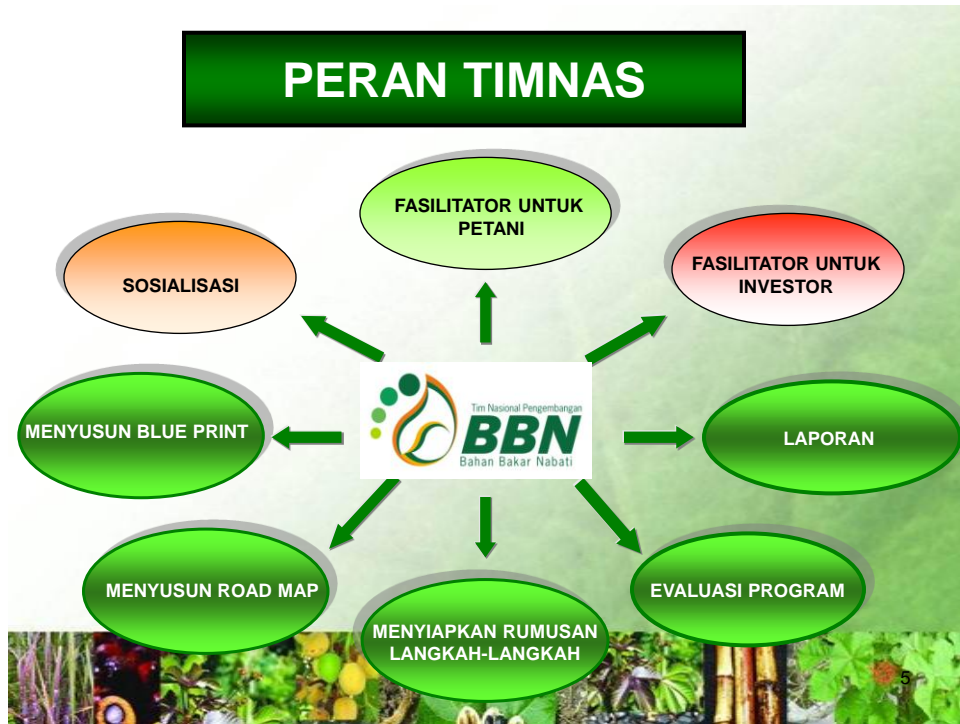 PERAN TIMNAS
FASILITATOR UNTUK
PETANI
SOSIALISASI
FASILITATOR UNTUK
INVESTOR
MENYUSUN BLUE PRINT
Tim Nasional Pengembangan
BBN
Bahan Bakar Nabati
LAPORAN
MENYUSUN ROAD MAP
EVALUASI PROGRAM
MENYIAPKAN RUMUSAN
LANGKAH-LANGKAH
5